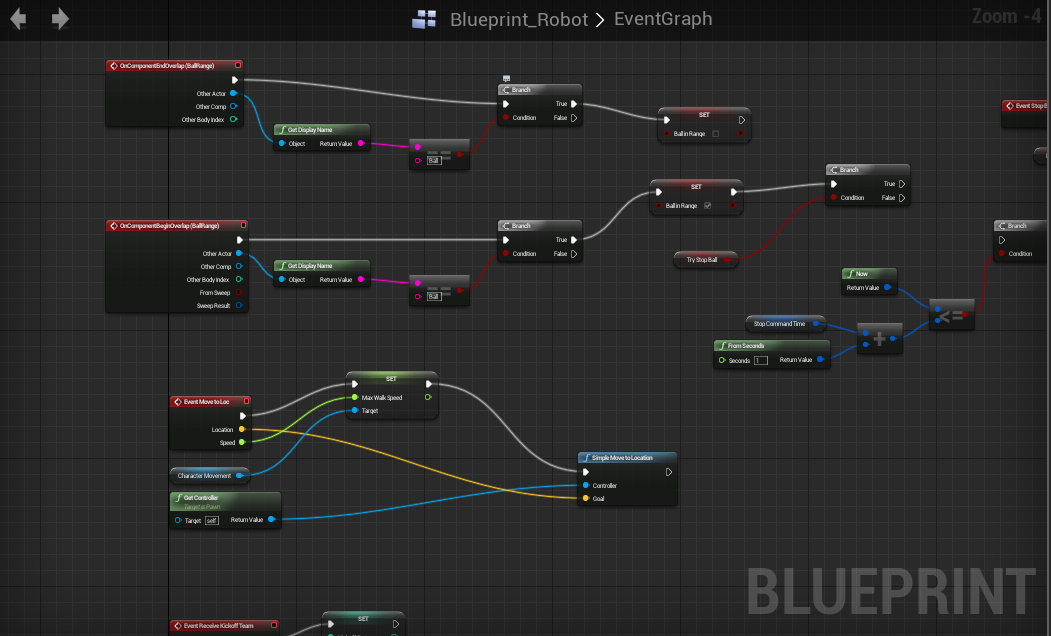 Blueprint_Robot > EventGraph
Zoom -4
OnComponentEndOverlap (BallRange)
Other Actor
Other Comp
Other Body Index
Get Display Name
Object Return Value
==
Ball
Branch
True
Condition False
SET
Ball in Range
OnComponentBeginOverlap (BallRange)
Other Actor
Other Comp
Other Body Index
From Sweep
Sweep Result
Get Display Name
Object Return Value
==
Ball
Branch
True
Condition False
SET
Ball in Range
Try Stop Ball
Branch
True
Condition False
Event Stop B
Branch
Condition
Now
Return Value
Stop Command Time
From Seconds
Seconds 1 Return Value
+
<=
Event Move to Loc
Location
Speed
Character Movement
Get Controller
Target is Pawn
Target self Return Value
SET
Max Walk Speed
Target
Simple Move to Location
Controller
Goal
Event Receive Kickoff Team
SET
BLUEPRINT